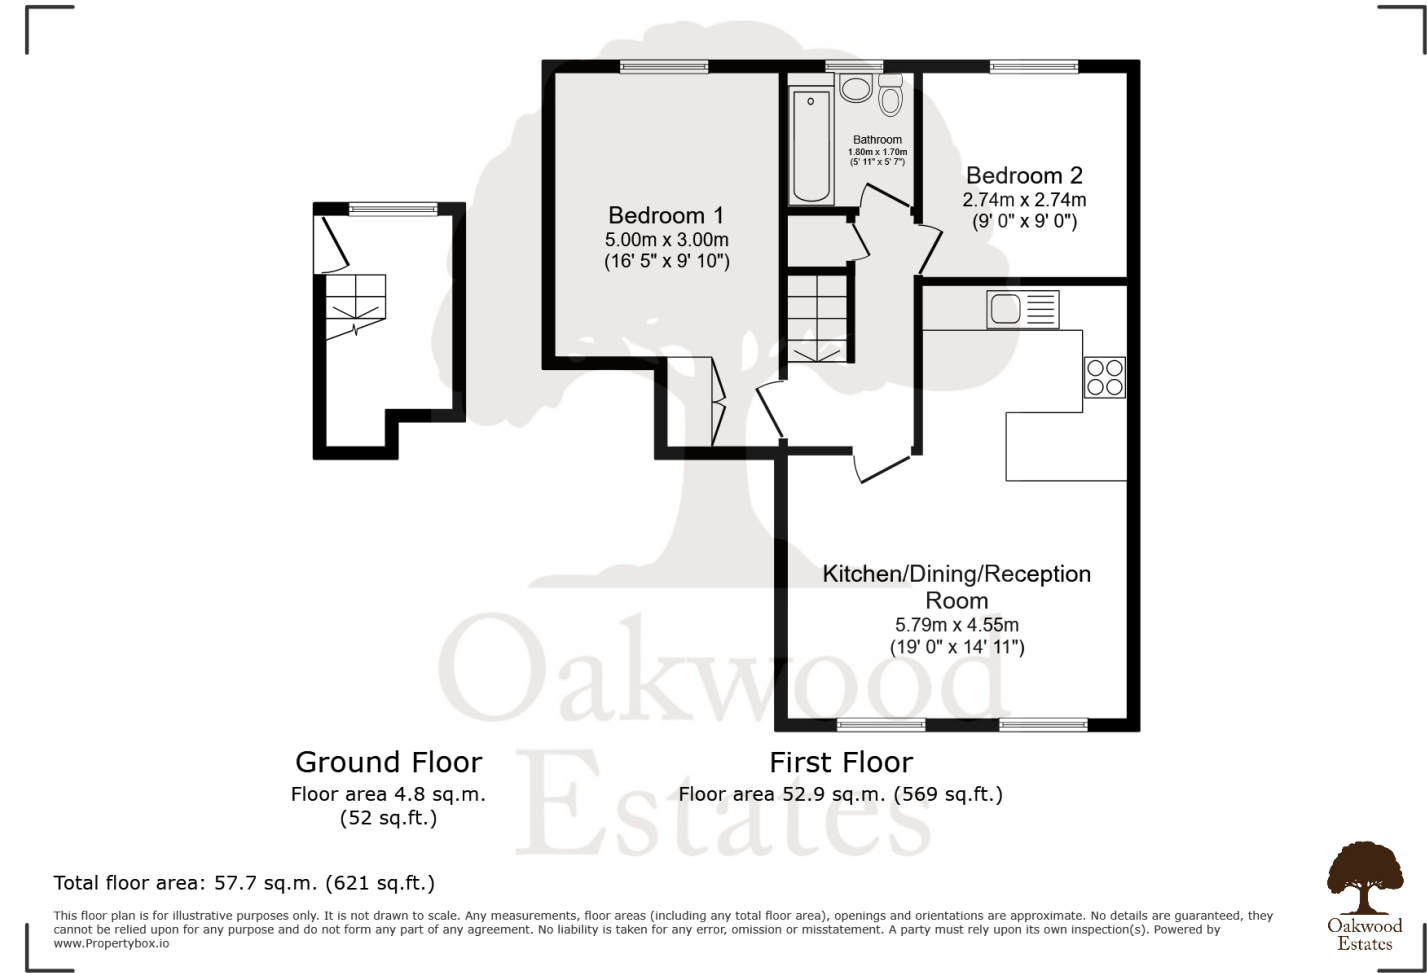 Bathroom
1.80m x 1.70m
(5' 11" x 5' 7")
Bedroom 2
2.74m x 2.74m
(9' 0" x 9' 0")
Bedroom 1
5.00m x 3.00m
(16' 5" x 9' 10")
Kitchen/Dining/Reception
Room
5.79m x 4.55m
(19' 0" x 14' 11")
Oakwood
Estates
Ground Floor
Floor area 4.8 sq.m.
(52 sq.ft.)
First Floor
Floor area 52.9 sq.m. (569 sq.ft.)
Total floor area: 57.7 sq.m. (621 sq.ft.)
This floor plan is for illustrative purposes only. It is not drawn to scale. Any measurements, floor areas (including any total floor area), openings and orientations are approximate. No details are guaranteed, they
cannot be relied upon for any purpose and do not form any part of any agreement. No liability is taken for any error, omission or misstatement. A party must rely upon its own inspection(s). Powered by
www.Propertybox.io
Oakwood
Estates